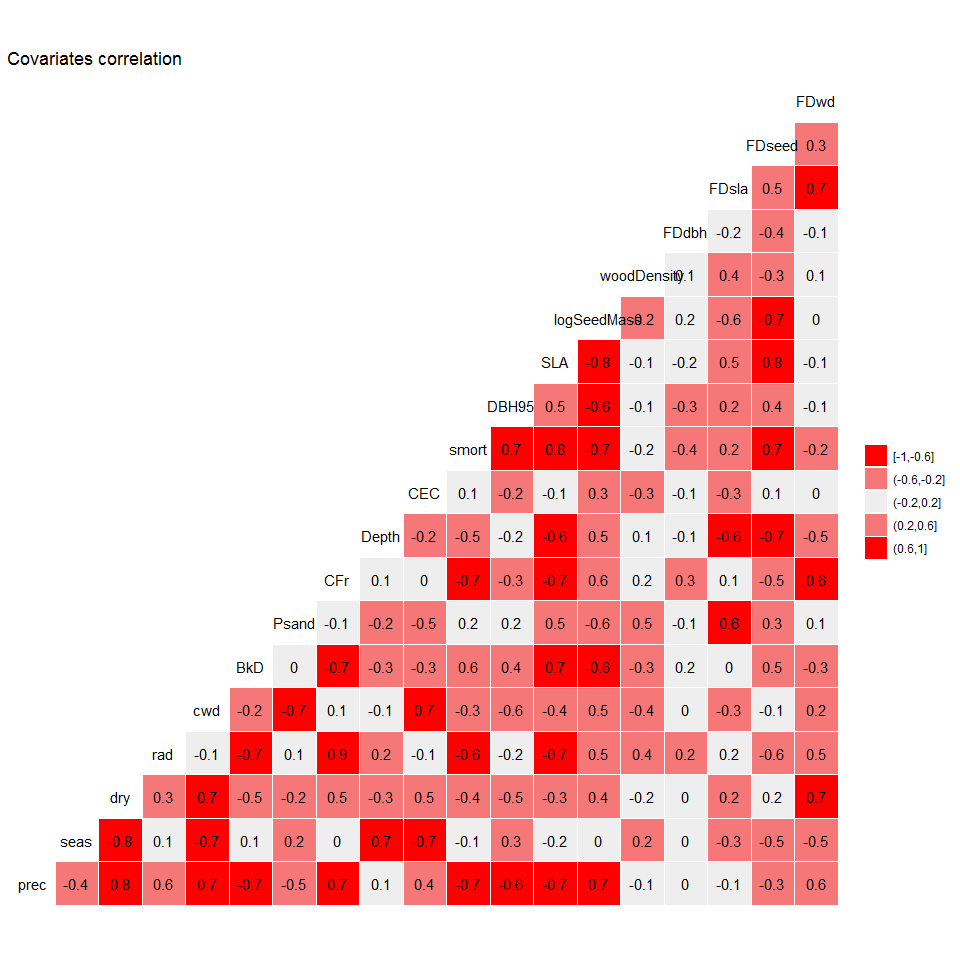 Covariates correlation
FDwd
FDseed 0.3
FDsla 0.5 0.7
FDdbh -0.2 -0.4 -0.1
woodDensity 0.1 0.4 -0.3 0.1
logSeedMass -0.2 0.2 -0.6 -0.7 0
SLA -0.8 -0.1 -0.2 0.5 0.8 -0.1
DBH95 0.5 -0.6 -0.1 -0.3 0.2 0.4 -0.1
smort 0.7 0.8 -0.7 -0.2 -0.4 0.2 0.7 -0.2
CEC 0.1 -0.2 -0.1 0.3 -0.3 -0.1 -0.3 0.1 0
Depth -0.2 -0.5 -0.2 -0.6 0.5 0.1 -0.1 -0.6 -0.7 -0.5
CFr 0.1 0 -0.7 -0.3 -0.7 0.6 0.2 0.3 0.1 -0.5 0.6
Psand -0.1 -0.2 -0.5 0.2 0.2 0.5 -0.6 0.5 -0.1 0.6 0.3 0.1
BkD 0 -0.7 -0.3 -0.3 0.6 0.4 0.7 -0.6 -0.3 0.2 0 0.5 -0.3
cwd -0.2 -0.7 0.1 -0.1 0.7 -0.3 -0.6 -0.4 0.5 -0.4 0 -0.3 -0.1 0.2
rad -0.1 -0.7 0.1 0.9 0.2 -0.1 -0.6 -0.2 -0.7 0.5 0.4 0.2 0.2 -0.6 0.5
dry 0.3 0.7 -0.5 -0.2 0.5 -0.3 0.5 -0.4 -0.5 -0.3 0.4 -0.2 0 0.2 0.2 0.7
seas -0.8 0.1 -0.7 0.1 0.2 0 0.7 -0.7 -0.1 0.3 -0.2 0 0.2 0 -0.3 -0.5 -0.5
prec -0.4 0.8 0.6 0.7 -0.7 -0.5 0.7 0.1 0.4 -0.7 -0.6 -0.7 0.7 -0.1 0 -0.1 -0.3 0.6
[-1,-0.6]
(-0.6,-0.2]
(-0.2,0.2]
(0.2,0.6]
(0.6,1]